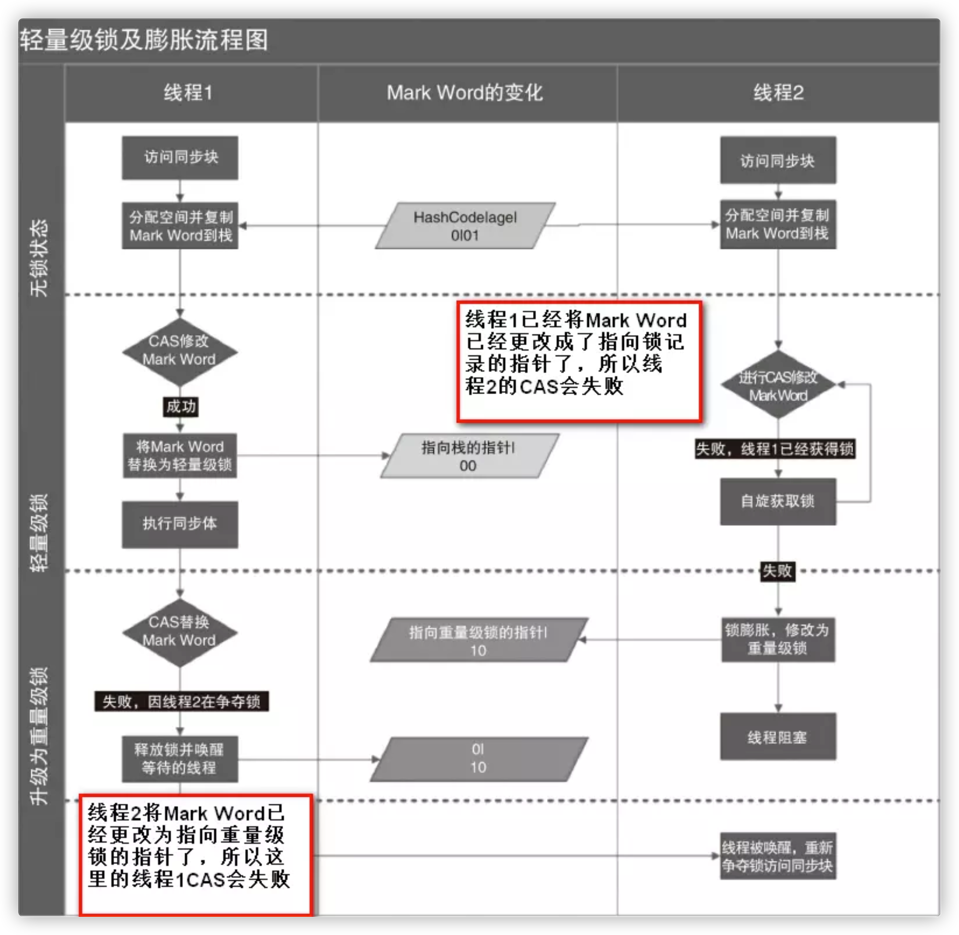 轻量级锁及膨胀流程图
线程1
Mark Word的变化
线程2
无锁状态
访问同步块
分配空间并复制
Mark Word到栈
HashCodelagel
0l01
访问同步块
分配空间并复制
Mark Word到栈
轻量级锁
CAS修改
Mark Word
成功
将Mark Word
替换为轻量级锁
执行同步体
线程1已经将Mark Word
已经更改成了指向锁记
录的指针了，所以线
程2的CAS会失败
指向栈的指针l
00
进行CAS修改
MarkWord
失败，线程1已经获得锁
自旋获取锁
失败
升级为重量级锁
CAS替换
Mark Word
失败，因线程2在争夺锁
释放锁并唤醒
等待的线程
指向重量级锁的指针l
10
0l
10
锁膨胀，修改为
重量级锁
线程阻塞
线程2将Mark Word已
经更改为指向重量级
锁的指针了，所以这
里的线程1CAS会失败
线程被唤醒，重新
争夺锁访问同步块